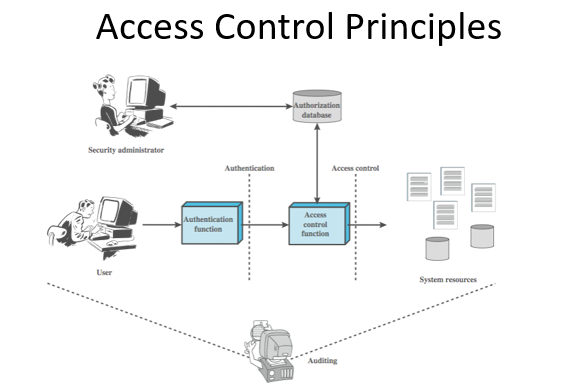 Access Control Principles
Authorization
database
Security administrator
Authentication
Access control
Authentication
function
Access
control
function
User
System resources
Auditing